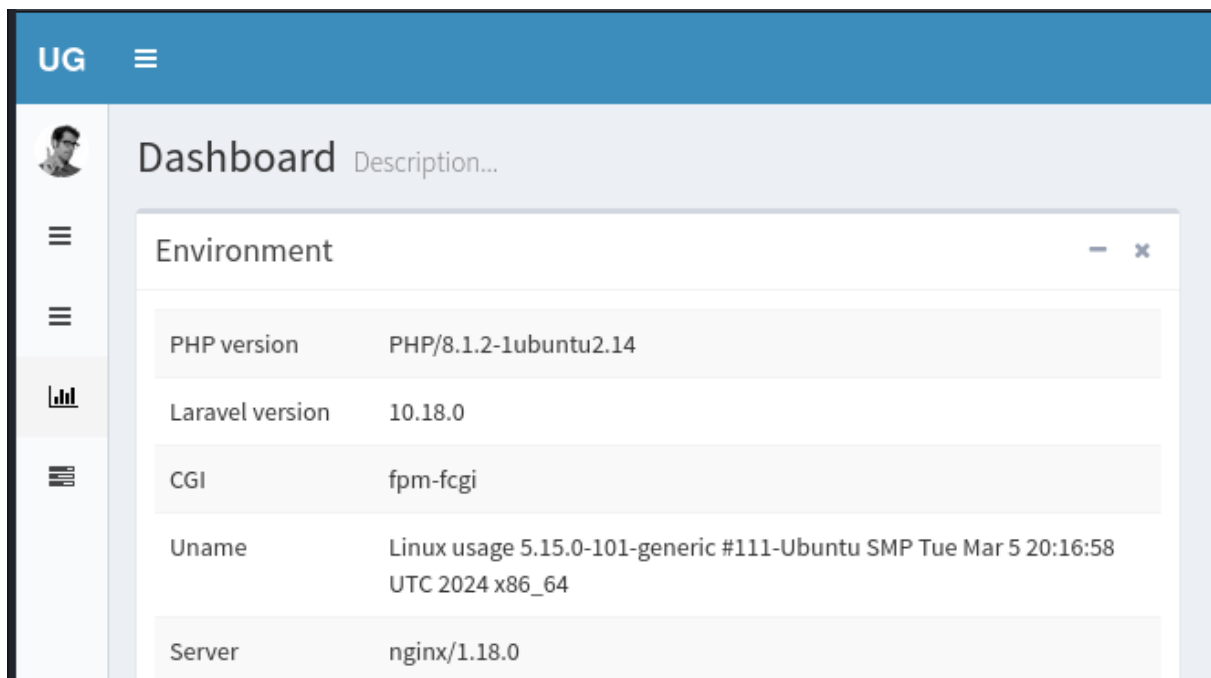 UG
Dashboard Description...
Environment
PHP version PHP/8.1.2-1ubuntu2.14
Laravel version 10.18.0
CGI fpm-fcgi
Uname Linux usage 5.15.0-101-generic #111-Ubuntu SMP Tue Mar 5 20:16:58
UTC 2024 x86_64
Server nginx/1.18.0